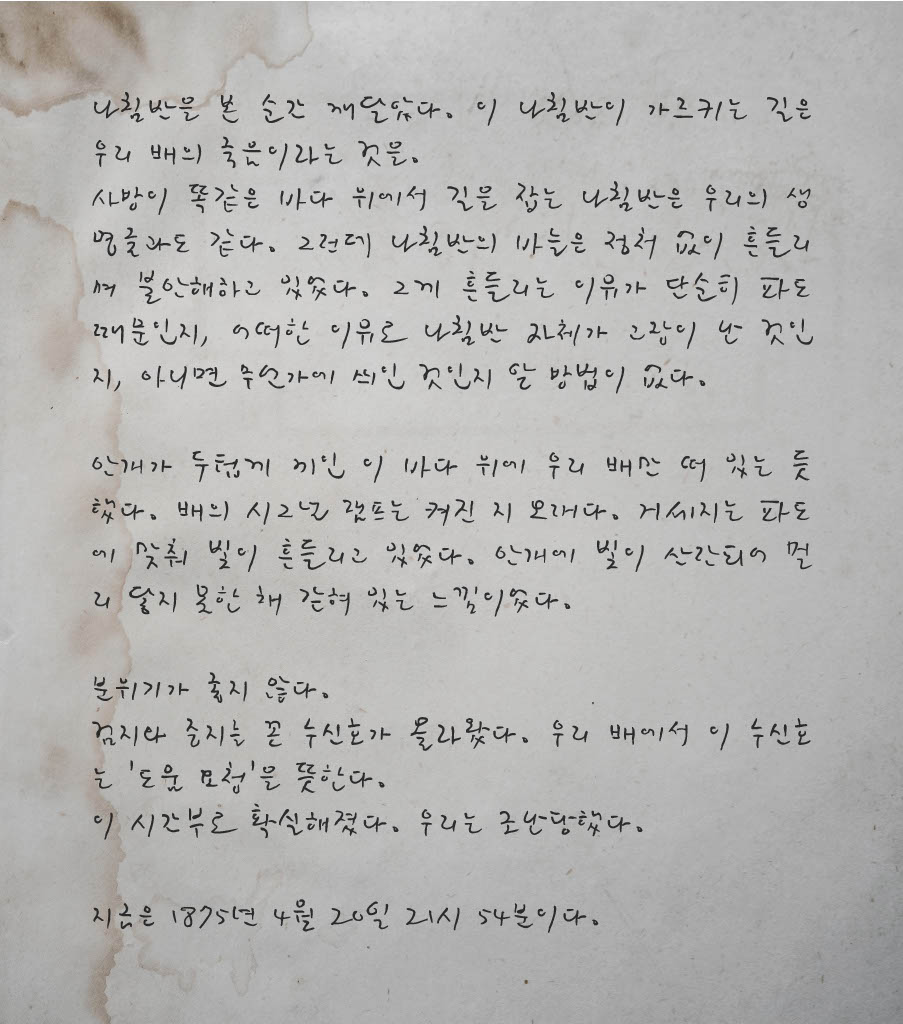 나침반을 본 순간 깨달았다. 이 나침반이 가르키는 길은
우리 배의 죽음이라는 것을.
사방이 똑같은 바다 위에서 길을 잡는 나침반은 우리의 생
명줄과도 같다. 그런데 나침반의 바늘은 정처 없이 흔들리
며 불안해하고 있었다. 그게 흔들리는 이유가 단순히 파도
때문인지, 어떠한 이유로 나침반 자체가 고장이 난 것인
지, 아니면 무언가에 씌인 것인지 알 방법이 없다.
안개가 두텁게 끼인 이 바다 위에 우리 배만 떠 있는 듯
했다. 배의 시그널 램프는 켜진 지 오래다. 거세지는 파도
에 맞춰 빛이 흔들리고 있었다. 안개에 빛이 산란되어 멀
리 닿지 못한 채 갇혀 있는 느낌이었다.
분위기가 좋지 않다.
검지와 중지를 꼰 수신호가 올라왔다. 우리 배에서 이 수신호
는 '도움 요청'을 뜻한다.
이 시간부로 확실해졌다. 우리는 조난당했다.
지금은 1875년 4월 20일 21시 54분이다.